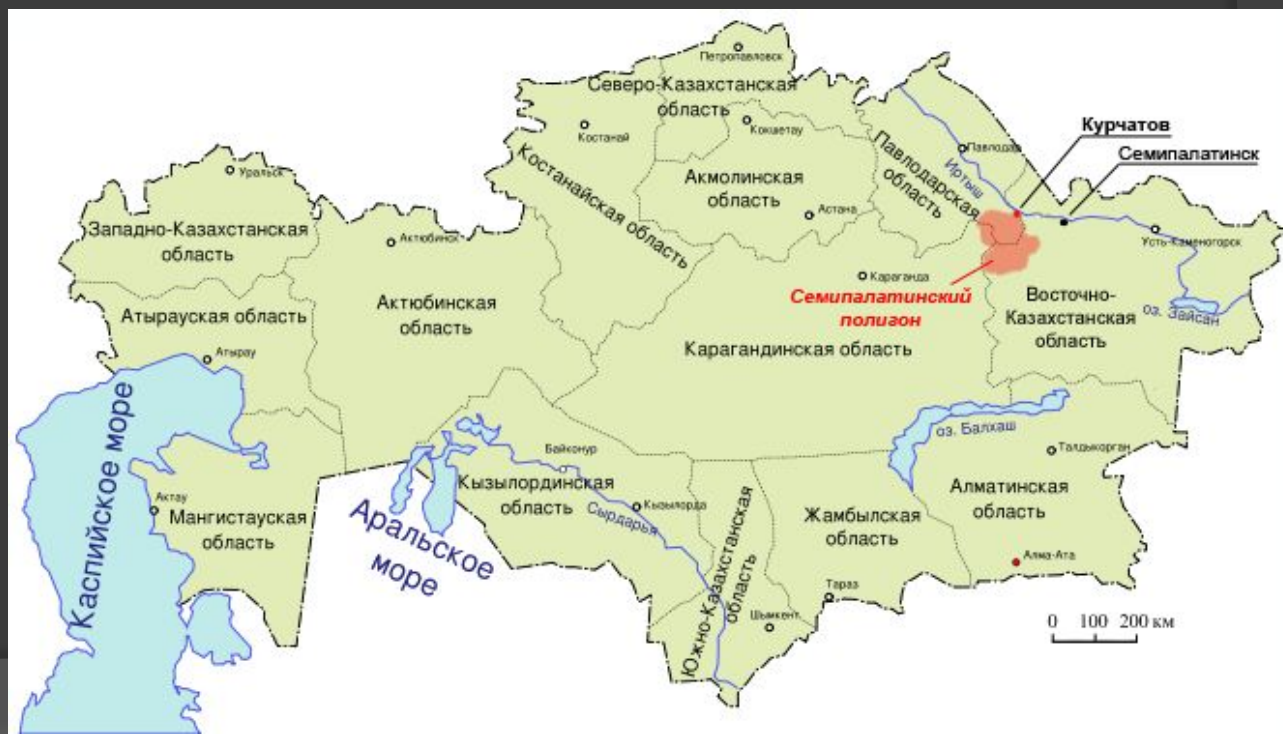 Петропавловск
Северо-Казахстанская
область
Костанай
Кокшетау
Костанайская область
Акмолинская
область
Астана
Павлодарская
область
Павлодар
Иртыш
Курчатов
Семипалатинск
Уральск
Западно-Казахстанская
область
Актюбинск
Усть-Каменогорск
Караганда
Семипалатинский
полигон
Восточно-
Казахстанская
область
оз. Зайсан
Атырауская область
Актюбинская
область
Атырау
Карагандинская область
Каспийское море
оз. Балхаш
Талдыкорган
Байконур
Кызылординская
область
Кызылорда
Сырдарья
Актау
Мангистауская
область
Аральское
море
Южно-Казахстанская
область
Жамбылская
область
Алматинская
область
Алма-Ата
Тараз
Шымкент
0 100 200 км